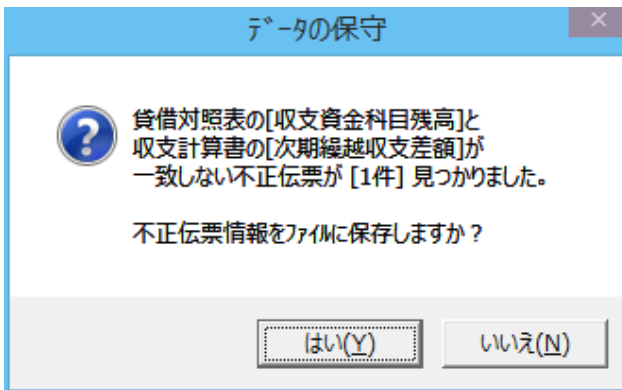 ﾃﾞｰﾀの保守
貸借対照表の[収支資金科目残高]と
収支計算書の[次期繰越収支差額]が
一致しない不正伝票が [1件] 見つかりました。
不正伝票情報をﾌｧｲﾙに保存しますか？
はい(Y)
いいえ(N)